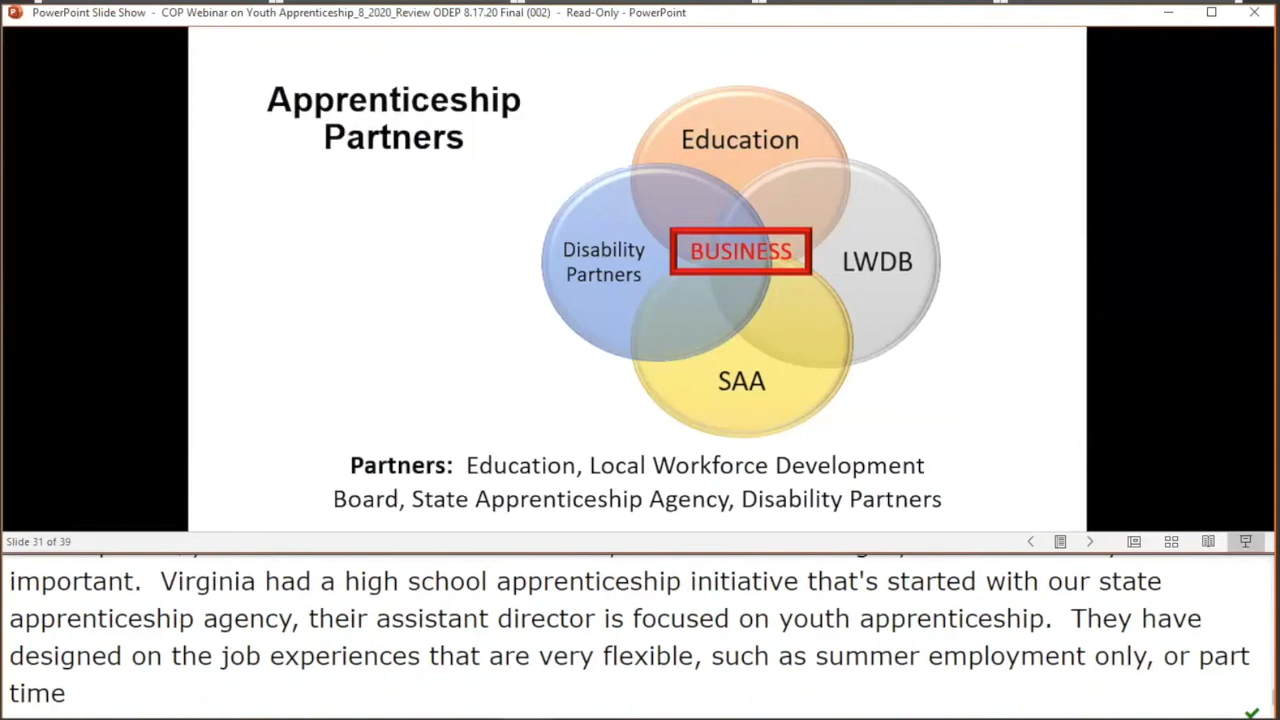 PowerPoint Slide Show - COP Webinar on Youth Apprenticeship_8_2020_Review ODEP 8.17.20 Final (002) - Read-Only - PowerPoint
Apprenticeship
Partners
Education
Disability
Partners
BUSINESS
LWDB
SAA
Partners: Education, Local Workforce Development
Board, State Apprenticeship Agency, Disability Partners
Slide 31 of 39
important. Virginia had a high school apprenticeship initiative that's started with our state
apprenticeship agency, their assistant director is focused on youth apprenticeship. They have
designed on the job experiences that are very flexible, such as summer employment only, or part
time